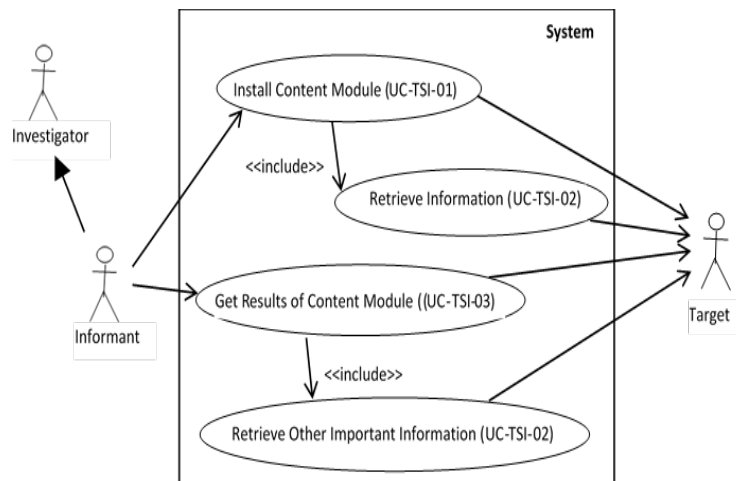 System
Install Content Module (UC-TSI-01)
Investigator
<<include>>
Retrieve Information (UC-TSI-02)
Get Results of Content Module ((UC-TSI-03)
Informant
Target
<<include>>
Retrieve Other Important Information (UC-TSI-02)